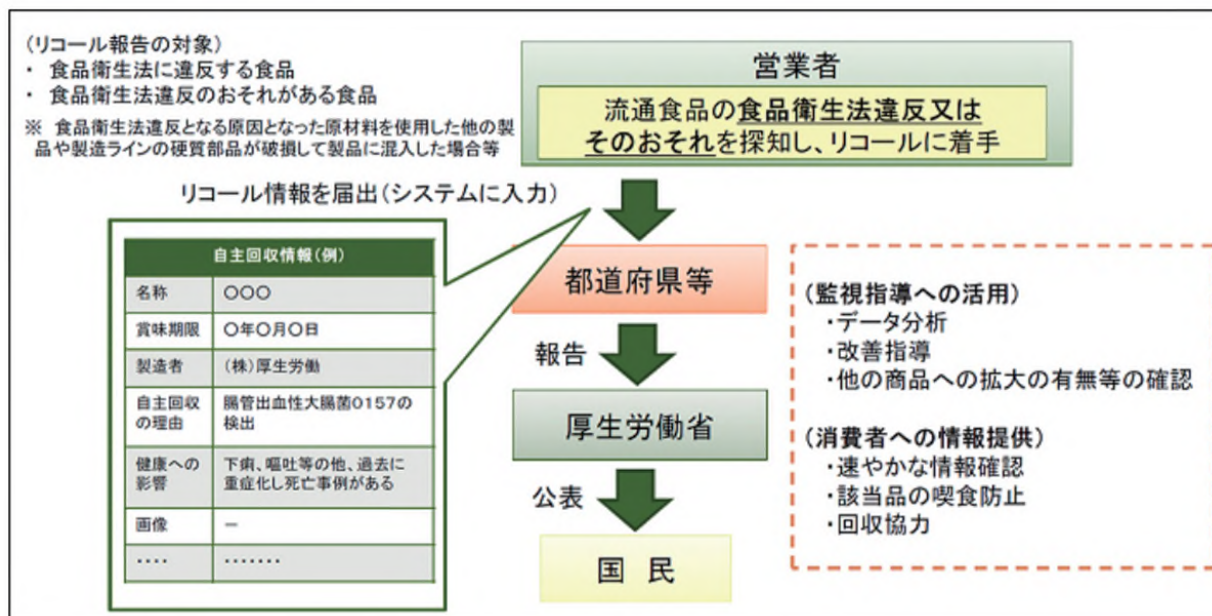 (リコール報告の対象)
・ 食品衛生法に違反する食品
・ 食品衛生法違反のおそれがある食品
※ 食品衛生法違反となる原因となった原材料を使用した他の製
品や製造ラインの硬質部品が破損して製品に混入した場合等
営業者
流通食品の食品衛生法違反又は
そのおそれを探知し、リコールに着手
リコール情報を届出(システムに入力)
自主回収情報(例)
名称 〇〇〇
賞味期限 〇年〇月〇日
製造者 (株)厚生労働
自主回収
の理由
腸管出血性大腸菌O157の
検出
健康への
影響
下痢、嘔吐等の他、過去に
重症化し死亡事例がある
画像 －
‥‥ ‥‥‥‥
都道府県等
報告
厚生労働省
公表
国 民
(監視指導への活用)
・データ分析
・改善指導
・他の商品への拡大の有無等の確認
(消費者への情報提供)
・速やかな情報確認
・該当品の喫食防止
・回収協力